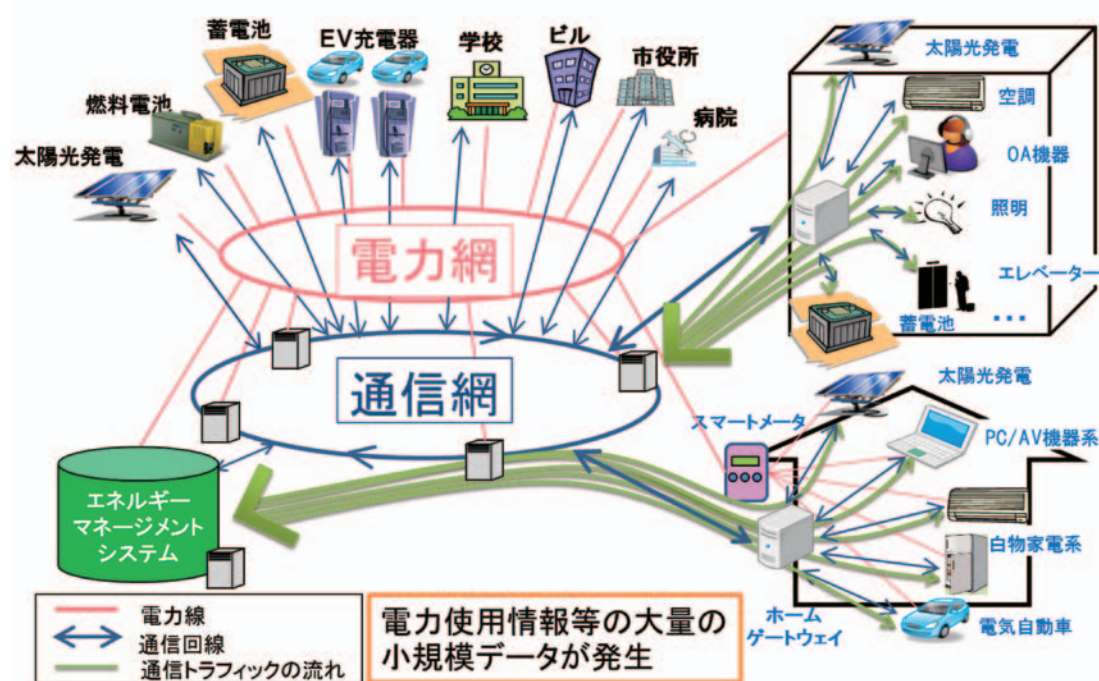 蓄電池
EV充電器
学校
ビル
市役所
病院
燃料電池
太陽光発電
電力網
通信網
エネルギー
マネージメント
システム
太陽光発電
空調
OA機器
照明
エレベーター
蓄電池
・・・
太陽光発電
スマートメータ
PC/AV機器系
白物家電系
電気自動車
ホーム
ゲートウェイ
電力線
通信回線
通信トラフィックの流れ
電力使用情報等の大量の
小規模データが発生